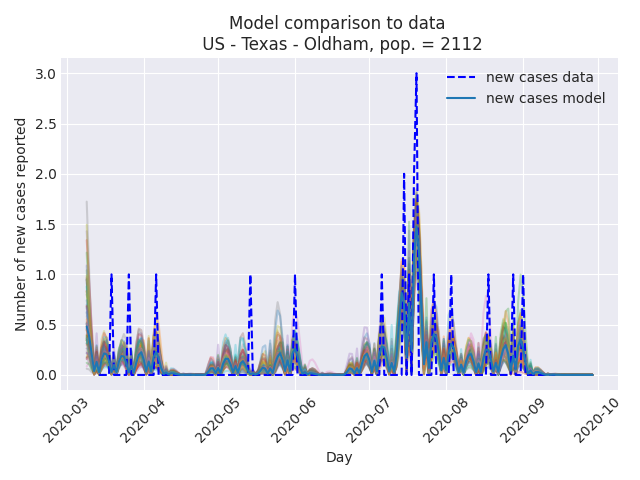 Model comparison to data
US - Texas - Oldham, pop. = 2112
new cases data
new cases model
Number of new cases reported
3.0
2.5
2.0
1.5
1.0
0.5
0.0
2020-03
2020-04
2020-05
2020-06
2020-07
2020-08
2020-09
2020-10
Day